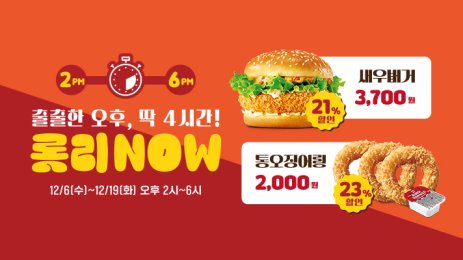 2PM
6PM
출출한 오후, 딱 4시간!
롯리NOW
12/6(수)~12/19(화) 오후 2시~6시
새우버거
3,700원
21%
할인
통오징어링
2,000원
23%
할인